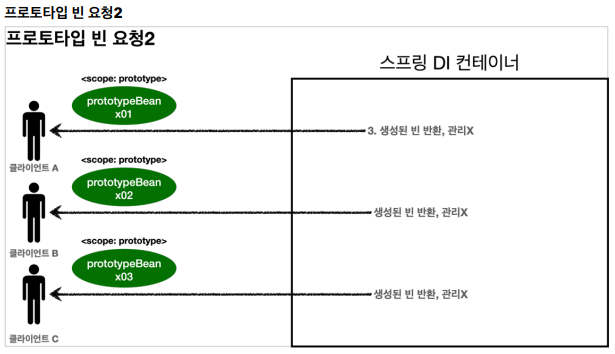 프로토타입 빈 요청2
프로토타입 빈 요청2
스프링 DI 컨테이너
<scope: prototype>
prototypeBean
x01
3. 생성된 빈 반환, 관리X
클라이언트 A
<scope: prototype>
prototypeBean
x02
생성된 빈 반환, 관리X
클라이언트 B
<scope: prototype>
prototypeBean
x03
생성된 빈 반환, 관리X
클라이언트 C